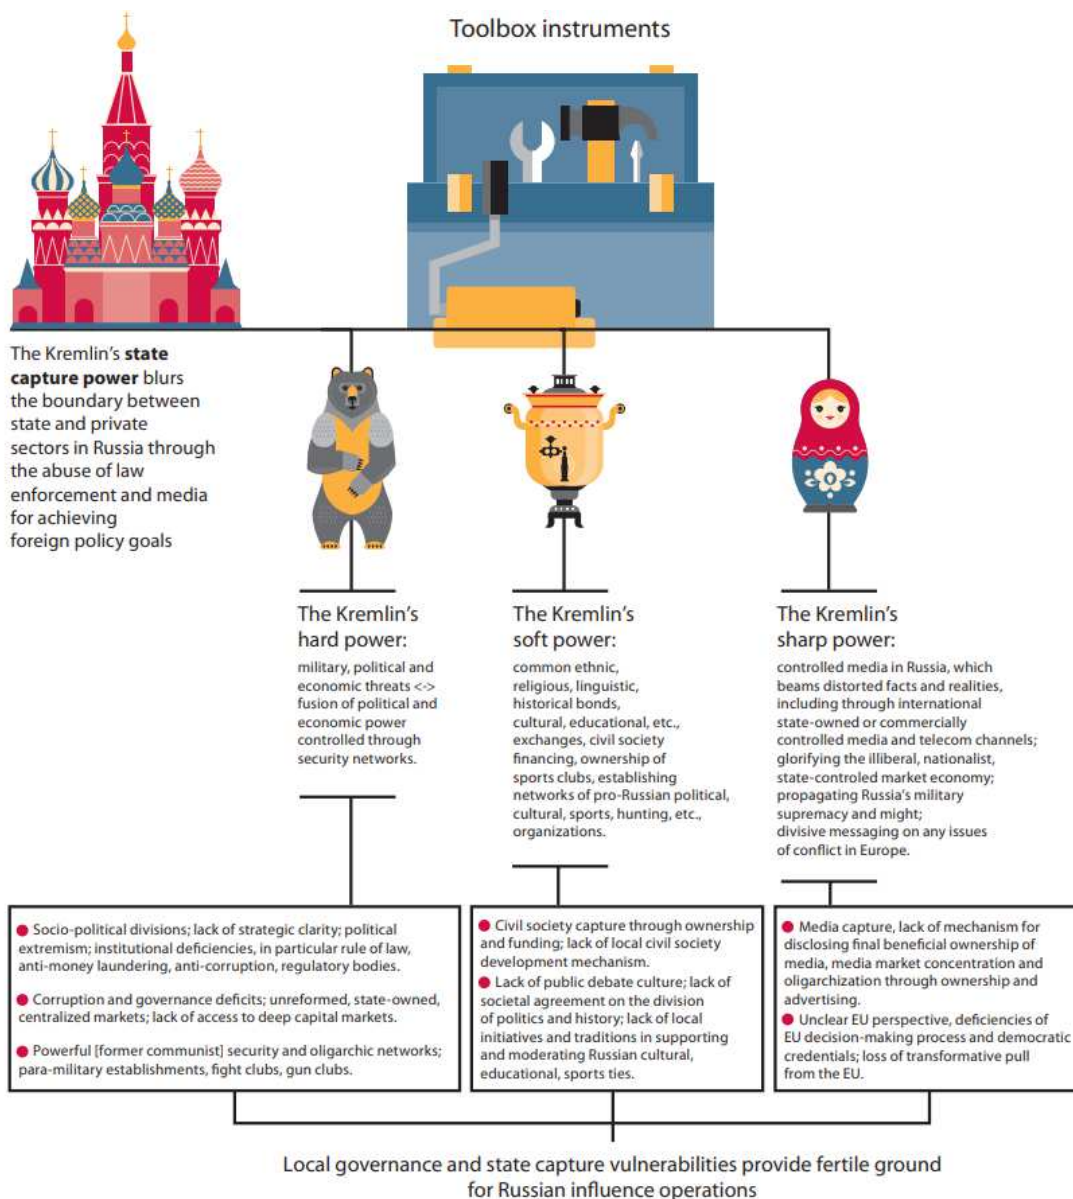 Toolbox instruments
The Kremlin's state
capture power blurs
the boundary between
state and private
sectors in Russia through
the abuse of law
enforcement and media
for achieving
foreign policy goals
The Kremlin's
hard power:
military, political and
economic threats <->
fusion of political and
economic power
controlled through
security networks.
The Kremlin's
soft power:
common ethnic,
religious, linguistic,
historical bonds,
cultural, educational, etc.,
exchanges, civil society
financing, ownership of
sports clubs, establishing
networks of pro-Russian political,
cultural, sports, hunting, etc.,
organizations.
The Kremlin's
sharp power:
controlled media in Russia, which
beams distorted facts and realities,
including through international
state-owned or commercially
controlled media and telecom channels;
glorifying the illiberal, nationalist,
state-controled market economy;
propagating Russia's military
supremacy and might;
divisive messaging on any issues
of conflict in Europe.
● Socio-political divisions; lack of strategic clarity; political
extremism; institutional deficiencies, in particular rule of law,
anti-money laundering, anti-corruption, regulatory bodies.
● Corruption and governance deficits; unreformed, state-owned,
centralized markets; lack of access to deep capital markets.
● Powerful [former communist] security and oligarchic networks;
para-military establishments, fight clubs, gun clubs.
● Civil society capture through ownership
and funding; lack of local civil society
development mechanism.
● Lack of public debate culture; lack of
societal agreement on the division
of politics and history; lack of local
initiatives and traditions in supporting
and moderating Russian cultural,
educational, sports ties.
● Media capture, lack of mechanism for
disclosing final beneficial ownership of
media, media market concentration and
oligarchization through ownership and
advertising.
● Unclear EU perspective, deficiencies of
EU decision-making process and democratic
credentials; loss of transformative pull
from the EU.
Local governance and state capture vulnerabilities provide fertile ground
for Russian influence operations